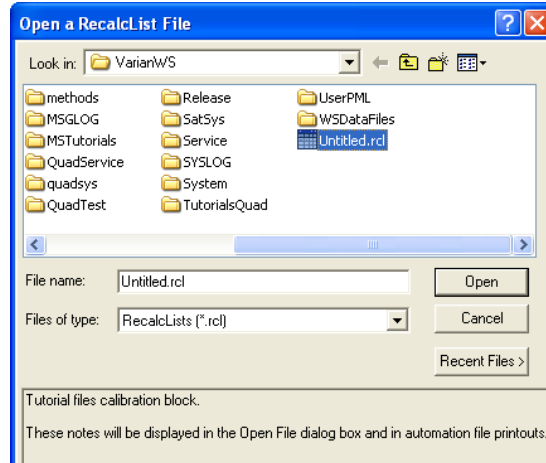 Open a RecalcList File
Look in: VarianWS
methods
MSGLOG
MSTutorials
QuadService
quadsys
QuadTest
Release
SatSys
Service
SYSLOG
System
TutorialsQuad
UserPML
WSDataFiles
Untitled.rcl
File name: Untitled.rcl
Open
Files of type: RecalcLists (*.rcl)
Cancel
Recent Files >
Tutorial files calibration block.
These notes will be displayed in the Open File dialog box and in automation file printouts.